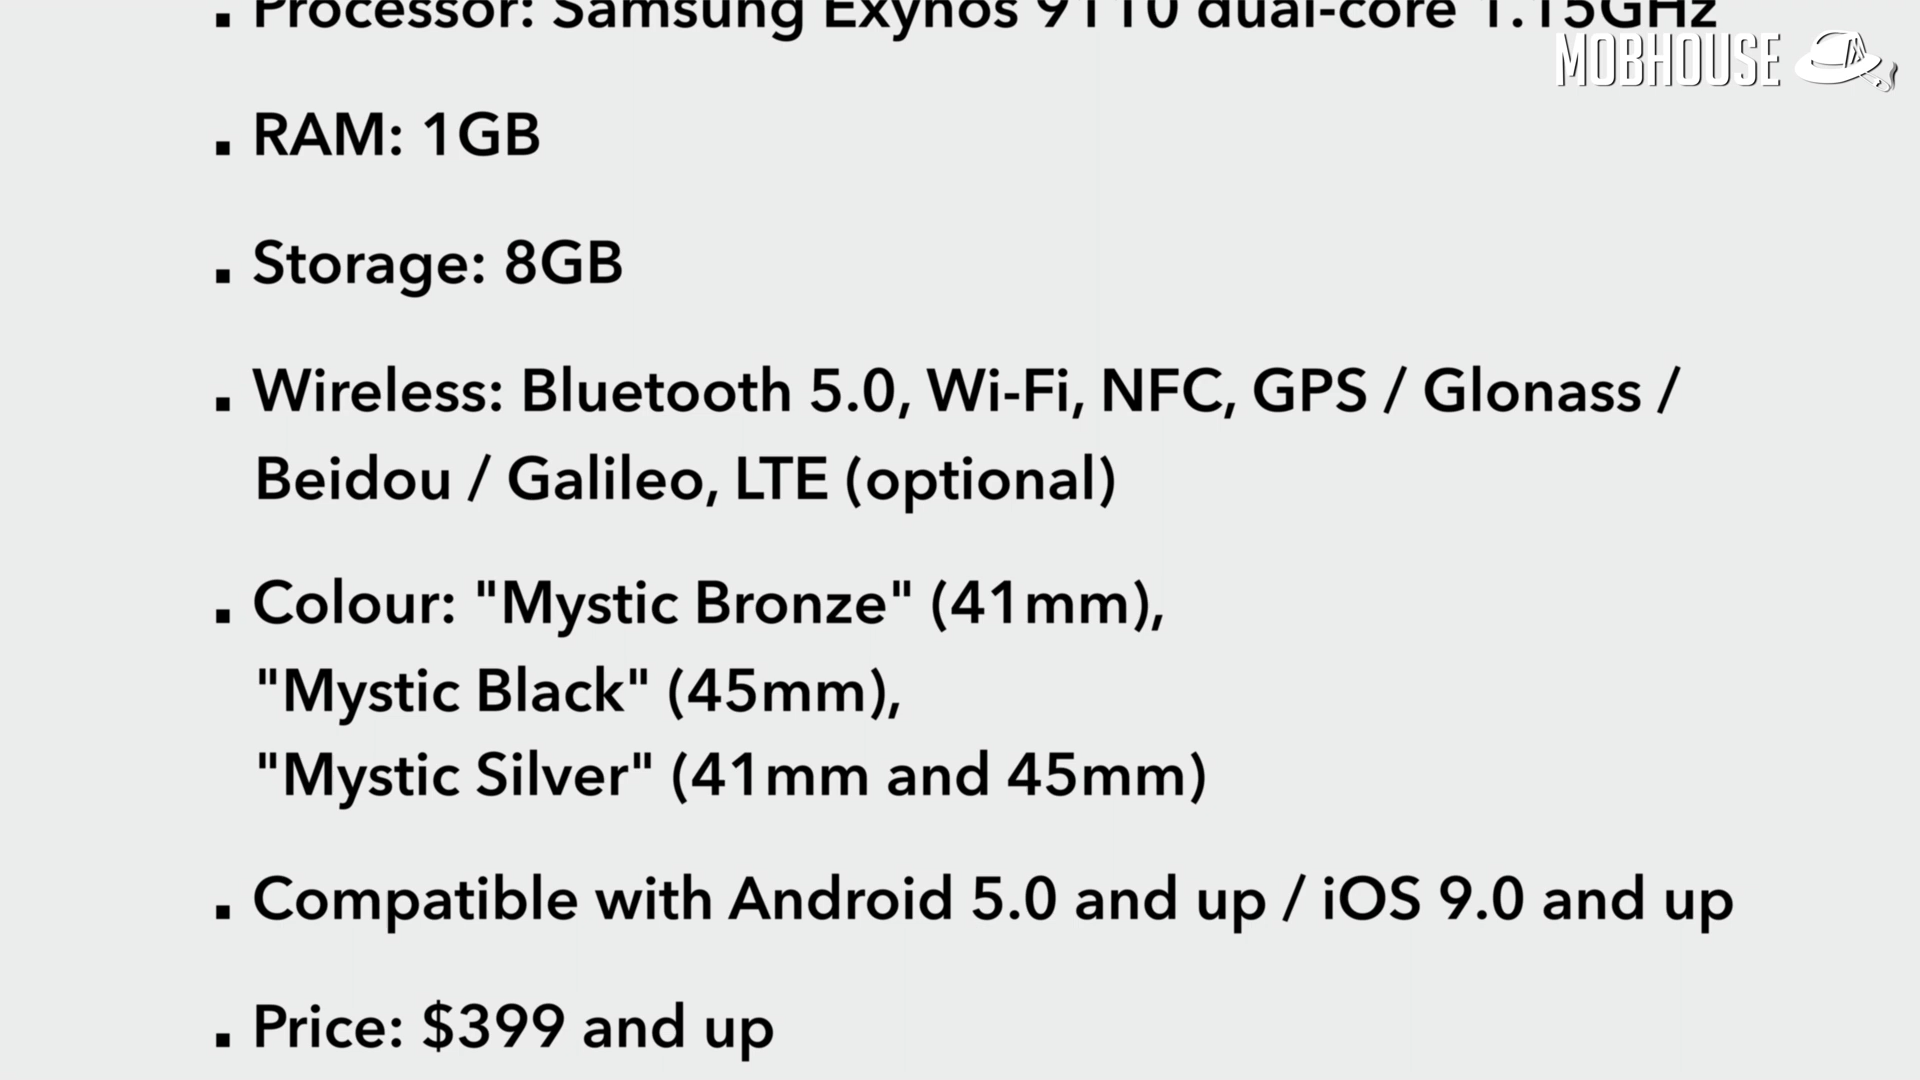 Processor: Samsung Exynos 9110 dual-core 1.15GHz
MOBHOUSE
▪ RAM: 1GB
▪ Storage: 8GB
▪ Wireless: Bluetooth 5.0, Wi-Fi, NFC, GPS / Glonass /
Beidou / Galileo, LTE (optional)
▪ Colour: "Mystic Bronze" (41mm),
"Mystic Black" (45mm),
"Mystic Silver" (41mm and 45mm)
▪ Compatible with Android 5.0 and up / iOS 9.0 and up
▪ Price: $399 and up